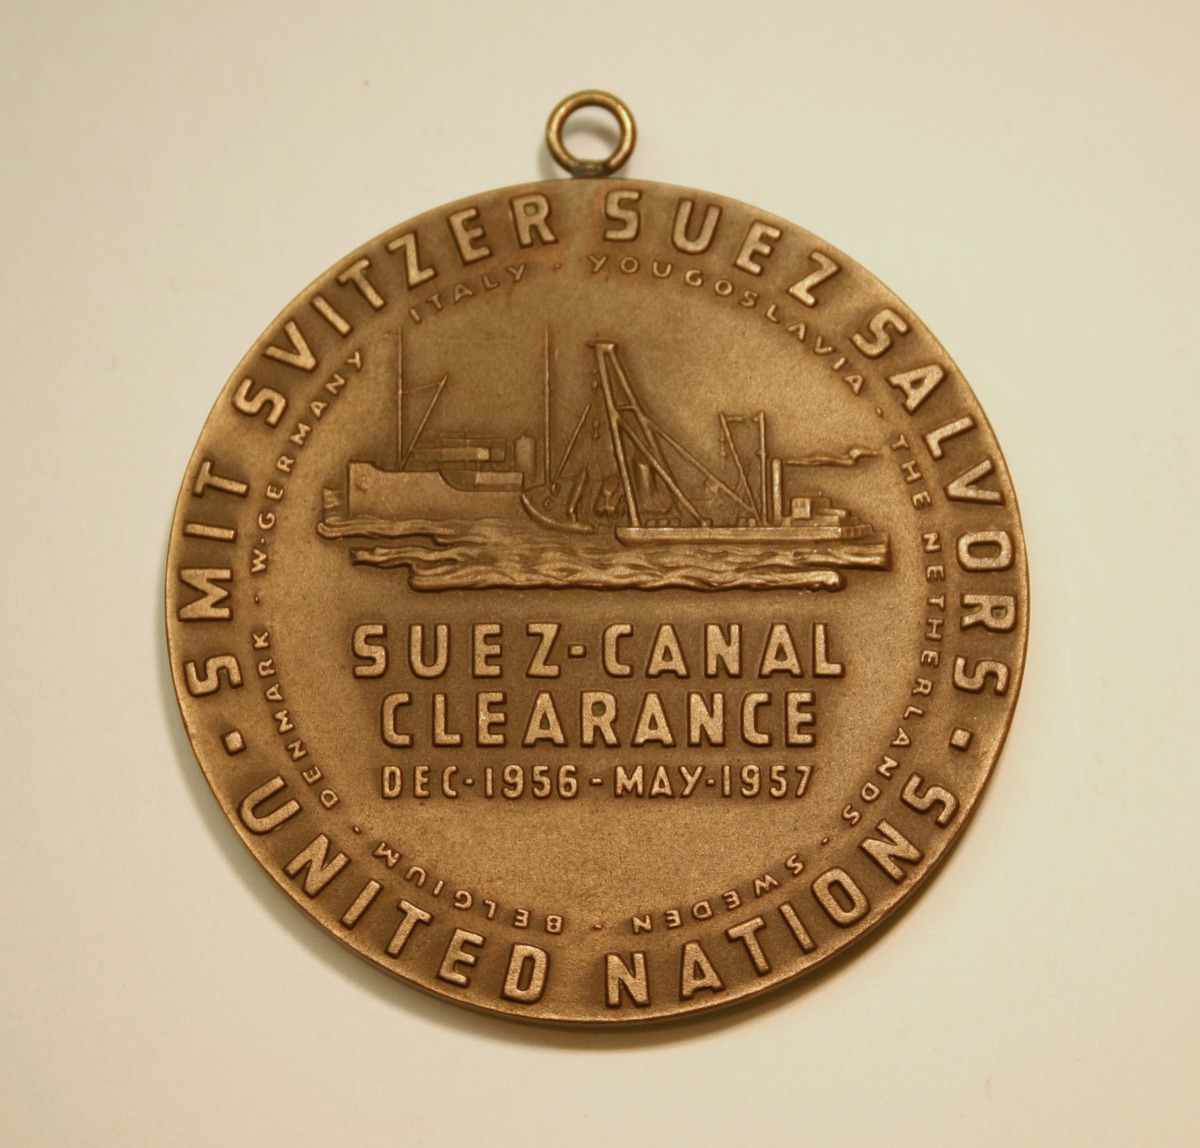 SMIT SVITZER SUEZ SALVORS
UNITED NATIONS
DENMARK · W·GERMANY · ITALY · YOUGOSLAVIA · THE NETHERLANDS · SWEDEN · BELGIUM ·
SUEZ-CANAL
CLEARANCE
DEC·1956-MAY·1957